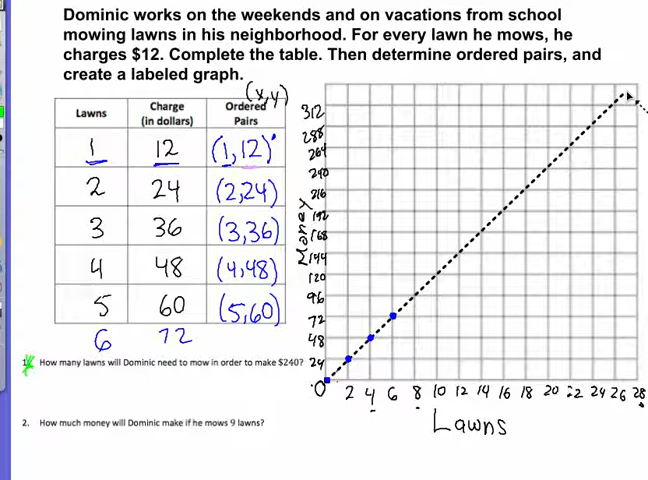 Dominic works on the weekends and on vacations from school
mowing lawns in his neighborhood. For every lawn he mows, he
charges $12. Complete the table. Then determine ordered pairs, and
create a labeled graph.
(x,y)
Lawns Charge (in dollars) Ordered Pairs
1 12 (1,12)
2 24 (2,24)
3 36 (3,36)
4 48 (4,48)
5 60 (5,60)
6 72
1. How many lawns will Dominic need to mow in order to make $240?
2. How much money will Dominic make if he mows 9 lawns?
Money
312
288
264
240
216
192
168
144
120
96
72
48
24
0 2 4 6 8 10 12 14 16 18 20 22 24 26 28
Lawns